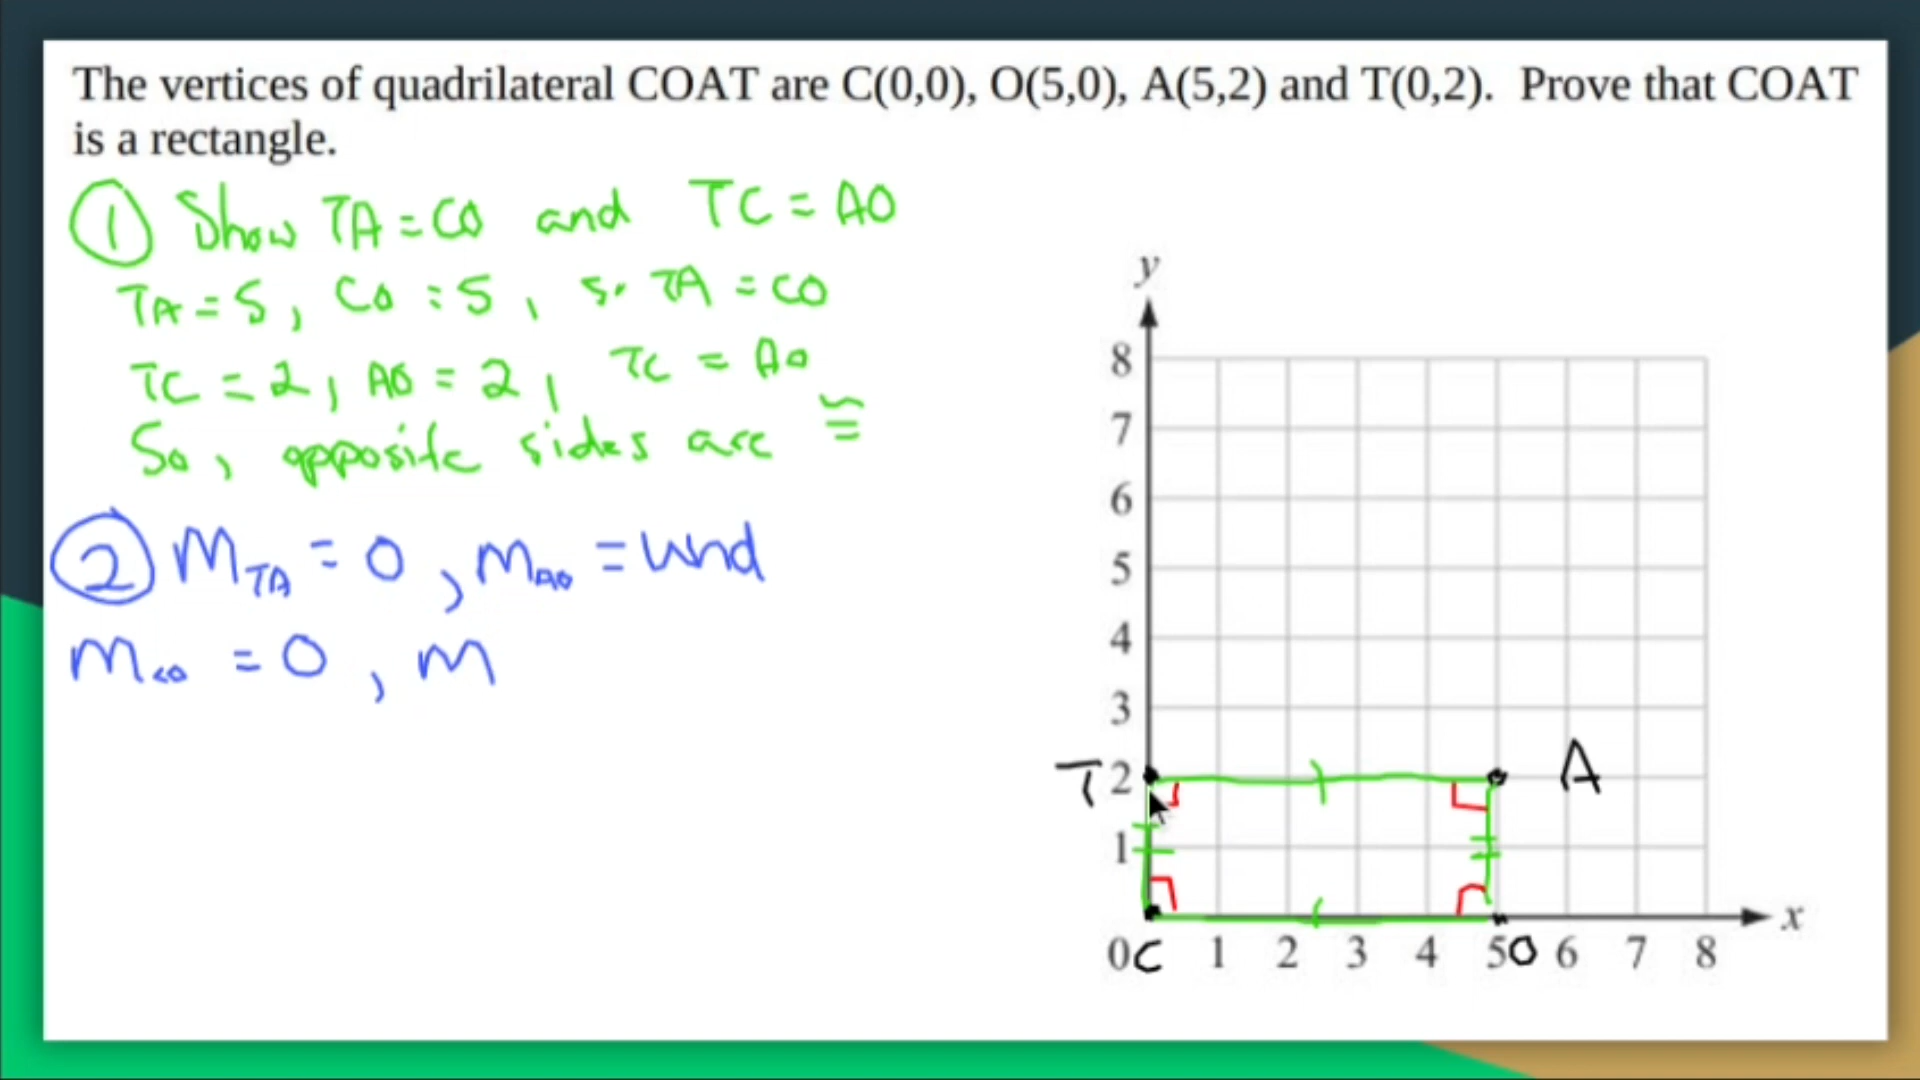 The vertices of quadrilateral COAT are C(0,0), O(5,0), A(5,2) and T(0,2). Prove that COAT
is a rectangle.
① Show TA = CO and TC = AO
TA = 5, CO = 5, so TA = CO
TC = 2, AO = 2, TC = AO
So, opposite sides are ≅
② M_TA = 0, M_AO = und
M_CO = 0, M
y
8
7
6
5
4
3
T 2 A
1
x
0 C 1 2 3 4 5 O 6 7 8